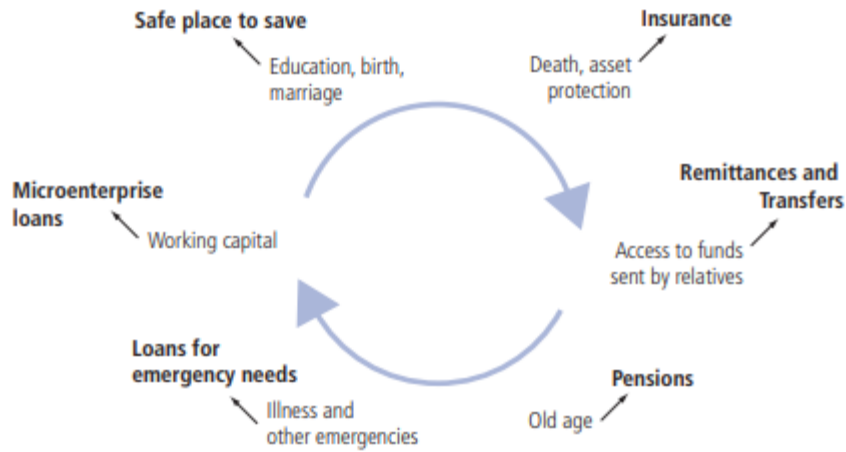 Safe place to save
Education, birth,
marriage
Insurance
Death, asset
protection
Remittances and
Transfers
Access to funds
sent by relatives
Pensions
Old age
Loans for
emergency needs
Illness and
other emergencies
Microenterprise
loans
Working capital